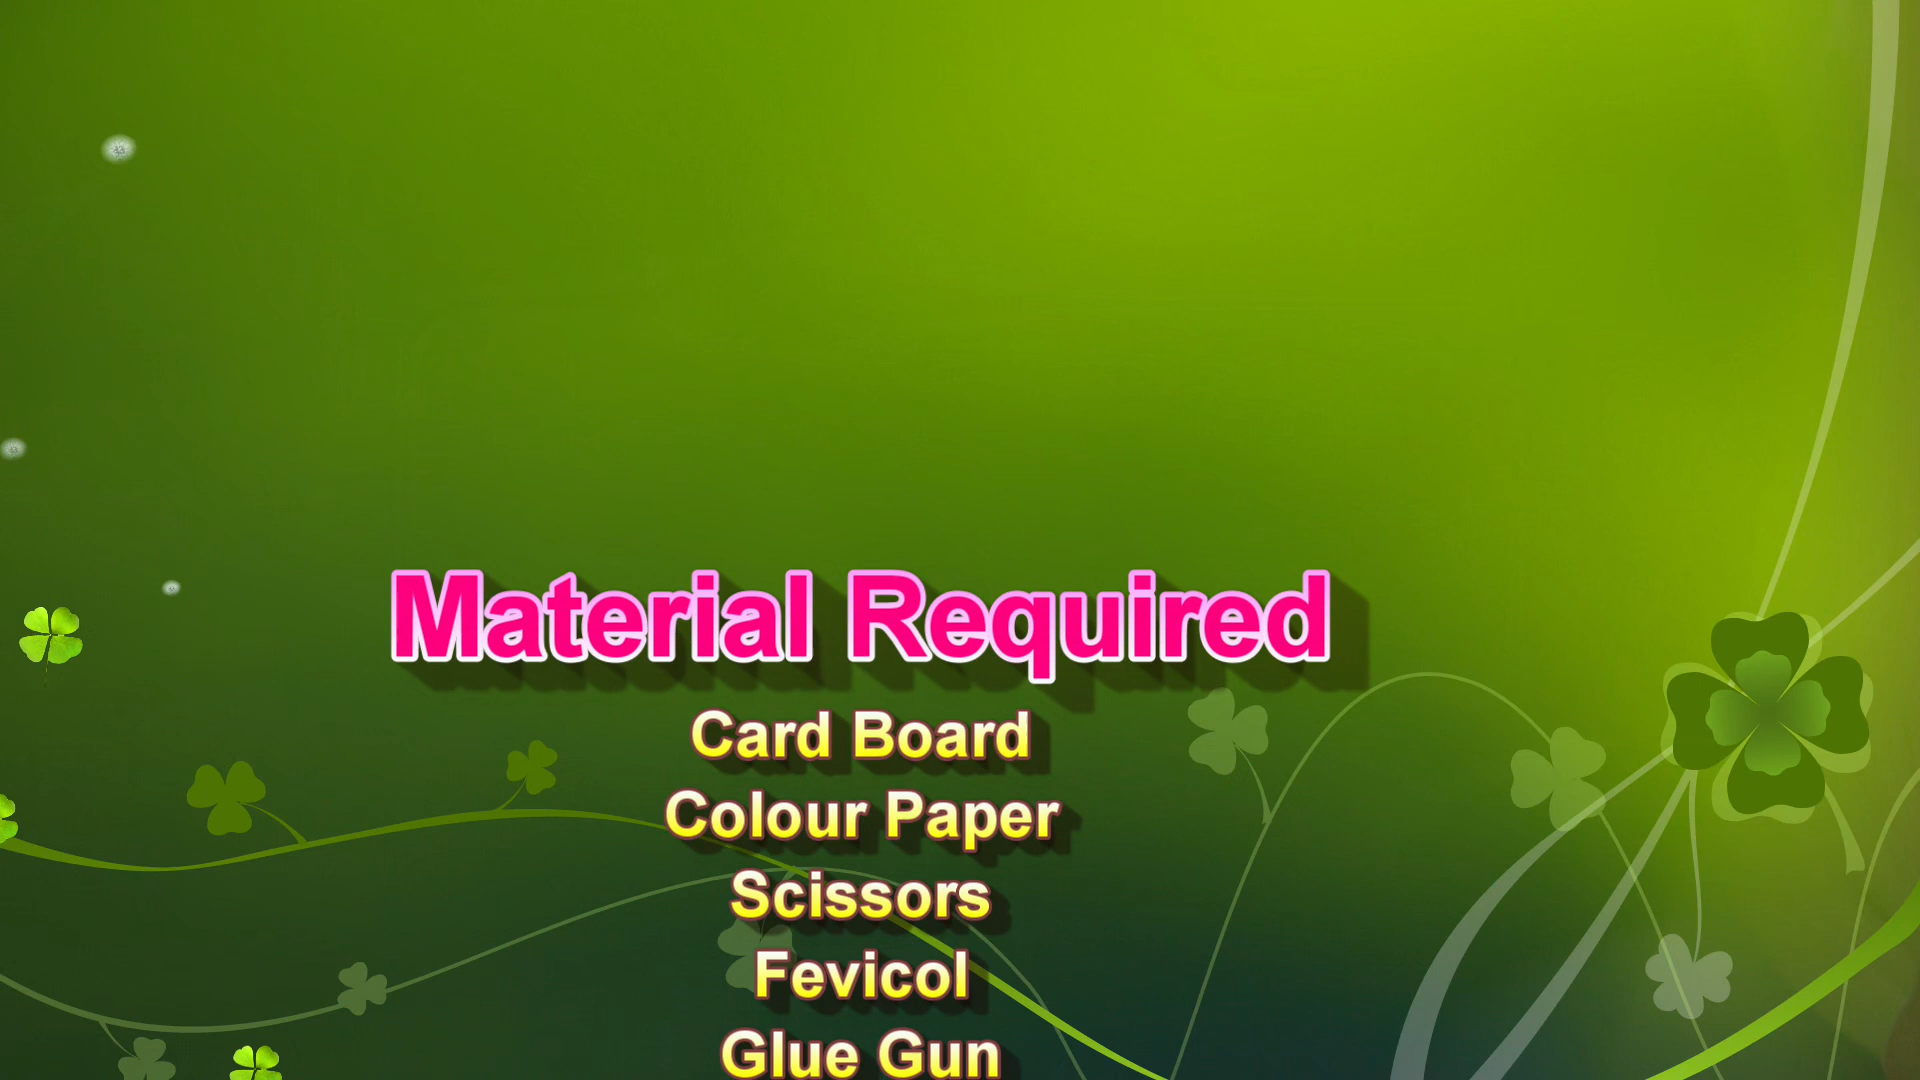 Material Required
Card Board
Colour Paper
Scissors
Fevicol
Glue Gun